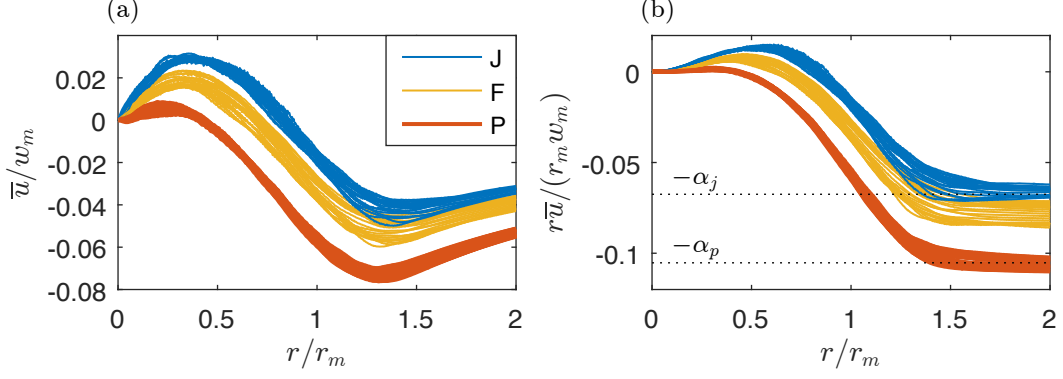 (a)
0.02
0
-0.02
-0.04
-0.06
-0.08
0
0.5
1
1.5
2
u̅/w_m
r/r_m
J
F
P
(b)
0
-0.05
-0.1
0
0.5
1
1.5
2
ru̅/(r_m w_m)
r/r_m
−α_j
−α_p